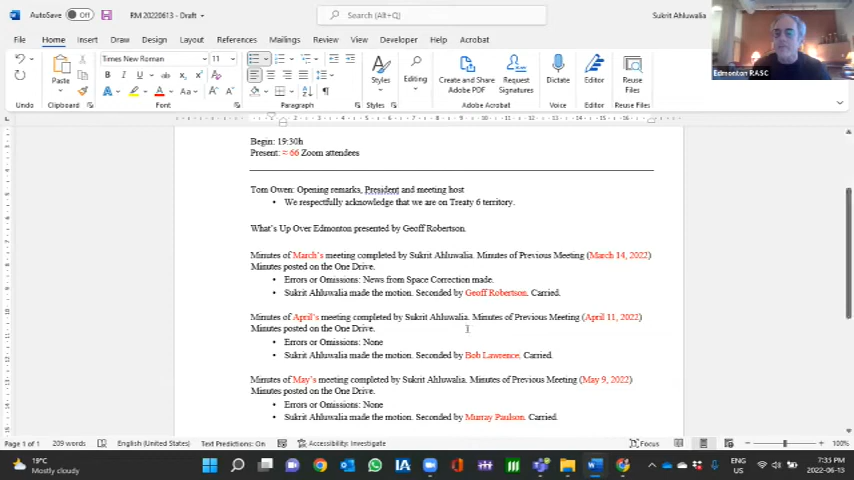 AutoSave Off RM 20220613 - Draft Search (Alt+Q) Sukrit Ahluwalia
File Home Insert Draw Design Layout References Mailings Review View Developer Help Acrobat
Times New Roman 11
Paste Styles Editing Create and Share Adobe PDF Request Signatures Dictate Editor Reuse Files
Clipboard Font Paragraph Styles Adobe Acrobat Voice Editor Reuse Files
Edmonton RASC
Begin: 19:30h
Present: ≈ 66 Zoom attendees
Tom Owen: Opening remarks, President and meeting host
• We respectfully acknowledge that we are on Treaty 6 territory.
What's Up Over Edmonton presented by Geoff Robertson.
Minutes of March's meeting completed by Sukrit Ahluwalia. Minutes of Previous Meeting (March 14, 2022)
Minutes posted on the One Drive.
• Errors or Omissions: News from Space Correction made.
• Sukrit Ahluwalia made the motion. Seconded by Geoff Robertson. Carried.
Minutes of April's meeting completed by Sukrit Ahluwalia. Minutes of Previous Meeting (April 11, 2022)
Minutes posted on the One Drive.
• Errors or Omissions: None
• Sukrit Ahluwalia made the motion. Seconded by Bob Lawrence. Carried.
Minutes of May's meeting completed by Sukrit Ahluwalia. Minutes of Previous Meeting (May 9, 2022)
Minutes posted on the One Drive.
• Errors or Omissions: None
• Sukrit Ahluwalia made the motion. Seconded by Murray Paulson. Carried.
Page 1 of 1 209 words English (United States) Text Predictions: On Accessibility: Investigate Focus 100%
19°C
Mostly cloudy
ENG
US
7:33 PM
2022-06-13